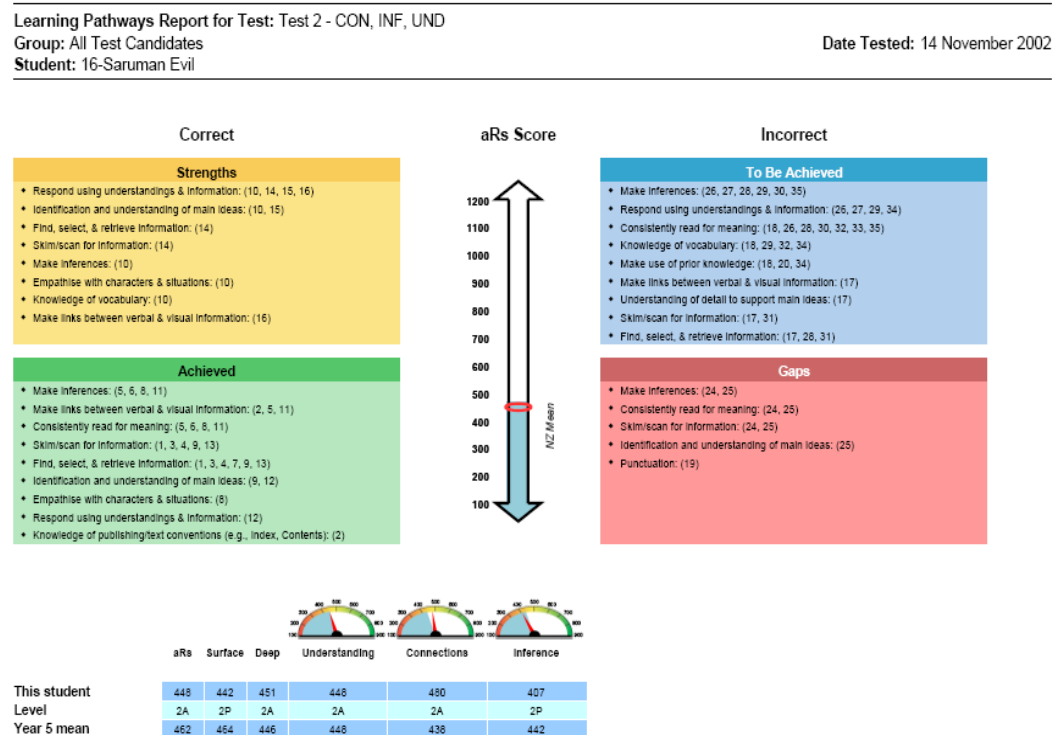 Learning Pathways Report for Test: Test 2 - CON, INF, UND
Group: All Test Candidates
Date Tested: 14 November 2002
Student: 16-Saruman Evil
Correct
aRs Score
Incorrect
Strengths
Respond using understandings & information: (10, 14, 15, 16)
Identification and understanding of main ideas: (10, 15)
Find, select, & retrieve information: (14)
Skim/scan for information: (14)
Make inferences: (10)
Empathise with characters & situations: (10)
Knowledge of vocabulary: (10)
Make links between verbal & visual information: (16)
To Be Achieved
Make inferences: (26, 27, 28, 29, 30, 35)
Respond using understandings & information: (26, 27, 29, 34)
Consistently read for meaning: (18, 26, 28, 30, 32, 33, 35)
Knowledge of vocabulary: (18, 29, 32, 34)
Make use of prior knowledge: (18, 20, 34)
Make links between verbal & visual information: (17)
Understanding of detail to support main ideas: (17)
Skim/scan for information: (17, 31)
Find, select, & retrieve information: (17, 28, 31)
Achieved
Make inferences: (5, 6, 8, 11)
Make links between verbal & visual information: (2, 5, 11)
Consistently read for meaning: (5, 6, 8, 11)
Skim/scan for information: (1, 3, 4, 9, 13)
Find, select, & retrieve information: (1, 3, 4, 7, 9, 13)
Identification and understanding of main ideas: (9, 12)
Empathise with characters & situations: (8)
Respond using understandings & information: (12)
Knowledge of publishing/text conventions (e.g., Index, Contents): (2)
Gaps
Make inferences: (24, 25)
Consistently read for meaning: (24, 25)
Skim/scan for information: (24, 25)
Identification and understanding of main ideas: (25)
Punctuation: (19)
1200
1100
1000
900
800
700
600
500
400
300
200
100
NZ Mean
aRs Surface Deep Understanding Connections Inference
This student 448 442 451 448 480 407
Level 2A 2P 2A 2A 2A 2P
Year 5 mean 462 464 446 448 438 442